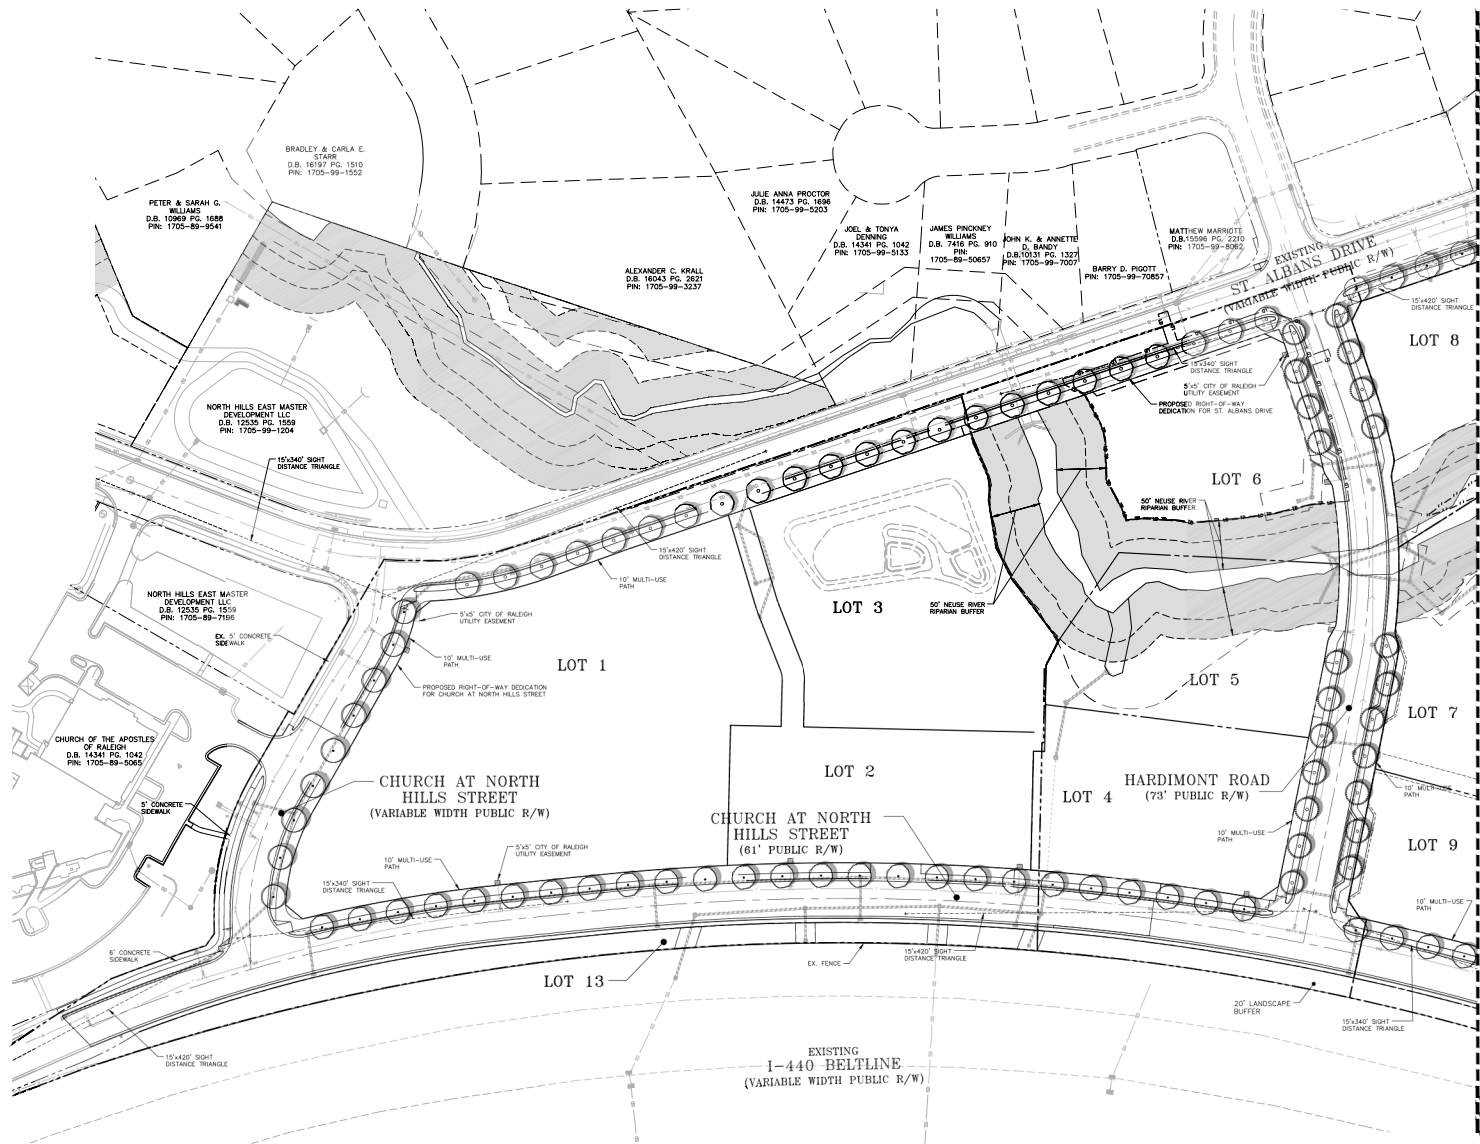 BRADLEY & CARLA E.
STARR
D.B. 16197 PG. 1510
PIN: 1705-99-1552
PETER & SARAH G.
WILLIAMS
D.B. 10969 PG. 1688
PIN: 1705-89-9541
JULIE ANNA PROCTOR
D.B. 14473 PG. 1696
PIN: 1705-99-5203
JOEL & TONYA
DENNING
D.B. 14341 PG. 1042
PIN: 1705-99-5133
JAMES PINCKNEY
WILLIAMS
D.B. 7416 PG. 910
PIN:
1705-89-50657
JOHN K. & ANNETTE
D. BANDY
D.B.10131 PG. 1327
PIN: 1705-99-7007
BARRY D. PIGOTT
PIN: 1705-99-70857
MATTHEW MARRIOTT
D.B.15596 PG. 2210
PIN: 1705-99-8062
ALEXANDER C. KRALL
D.B. 16043 PG. 2621
PIN: 1705-99-3237
EXISTING
ST. ALBANS DRIVE
(VARIABLE WIDTH PUBLIC R/W)
15'x420' SIGHT
DISTANCE TRIANGLE
LOT 8
15'x340' SIGHT
DISTANCE TRIANGLE
5'x5' CITY OF RALEIGH
UTILITY EASEMENT
PROPOSED RIGHT-OF-WAY
DEDICATION FOR ST. ALBANS DRIVE
NORTH HILLS EAST MASTER
DEVELOPMENT LLC
D.B. 12535 PG. 1559
PIN: 1705-99-1204
15'x340' SIGHT
DISTANCE TRIANGLE
LOT 6
50' NEUSE RIVER
RIPARIAN BUFFER
15'x420' SIGHT
DISTANCE TRIANGLE
10' MULTI-USE
PATH
NORTH HILLS EAST MASTER
DEVELOPMENT LLC
D.B. 12535 PG. 1559
PIN: 1705-89-7196
EX. 5' CONCRETE
SIDEWALK
5'x5' CITY OF RALEIGH
UTILITY EASEMENT
LOT 3
50' NEUSE RIVER
RIPARIAN BUFFER
10' MULTI-USE
PATH
LOT 1
PROPOSED RIGHT-OF-WAY DEDICATION
FOR CHURCH AT NORTH HILLS STREET
LOT 5
LOT 7
CHURCH OF THE APOSTLES
OF RALEIGH
D.B. 14341 PG. 1042
PIN: 1705-89-5065
LOT 2
CHURCH AT NORTH
HILLS STREET
(VARIABLE WIDTH PUBLIC R/W)
LOT 4
HARDIMONT ROAD
(73' PUBLIC R/W)
10' MULTI-USE
PATH
5' CONCRETE
SIDEWALK
CHURCH AT NORTH
HILLS STREET
(61' PUBLIC R/W)
10' MULTI-USE
PATH
LOT 9
5'x5' CITY OF RALEIGH
UTILITY EASEMENT
10' MULTI-USE
PATH
15'x340' SIGHT
DISTANCE TRIANGLE
10' MULTI-USE
PATH
6' CONCRETE
SIDEWALK
EX. FENCE
15'x420' SIGHT
DISTANCE TRIANGLE
LOT 13
20' LANDSCAPE
BUFFER
15'x340' SIGHT
DISTANCE TRIANGLE
15'x420' SIGHT
DISTANCE TRIANGLE
EXISTING
I-440 BELTLINE
(VARIABLE WIDTH PUBLIC R/W)